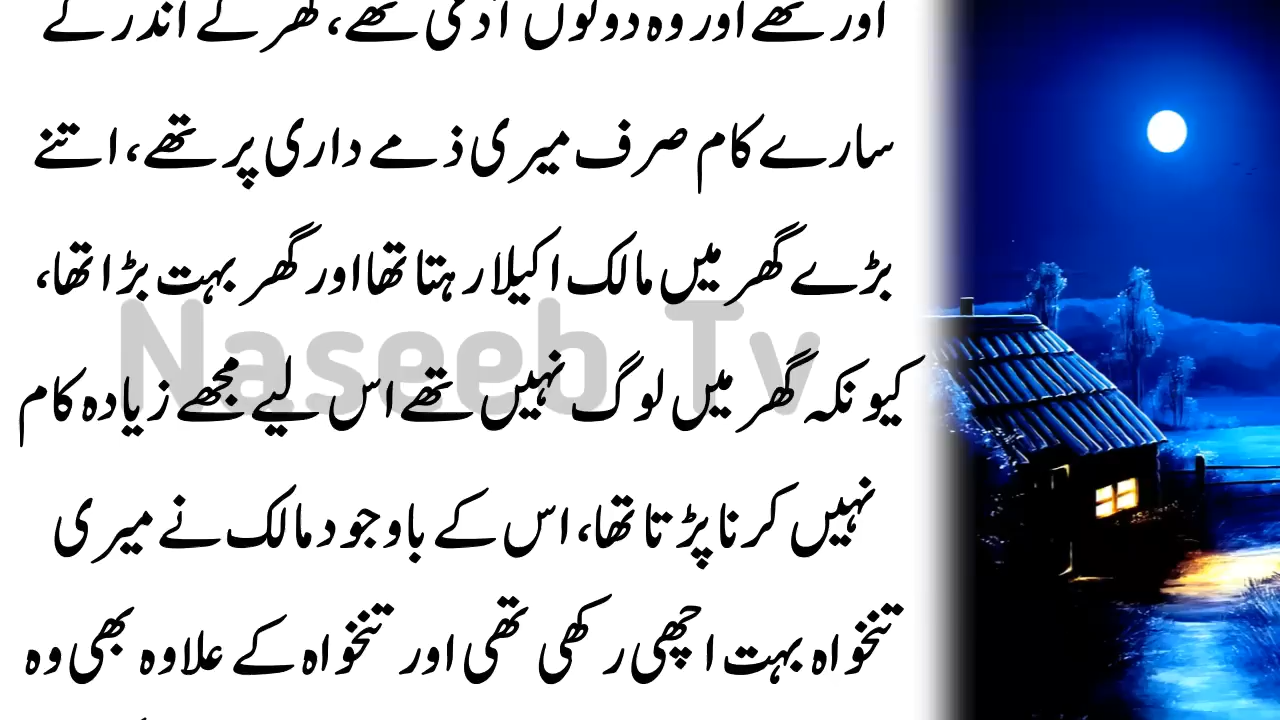 اور تھے اور وہ دونوں آدمی تھے، گھر کے اندر کے
سارے کام صرف میری ذمے داری پر تھے، اتنے
بڑے گھر میں مالک اکیلا رہتا تھا اور گھر بہت بڑا تھا،
Naseeb Tv
کیونکہ گھر میں لوگ نہیں تھے اس لیے مجھے زیادہ کام
نہیں کرنا پڑتا تھا، اس کے باوجود مالک نے میری
تنخواہ بہت اچھی رکھی تھی اور تنخواہ کے علاوہ بھی وہ